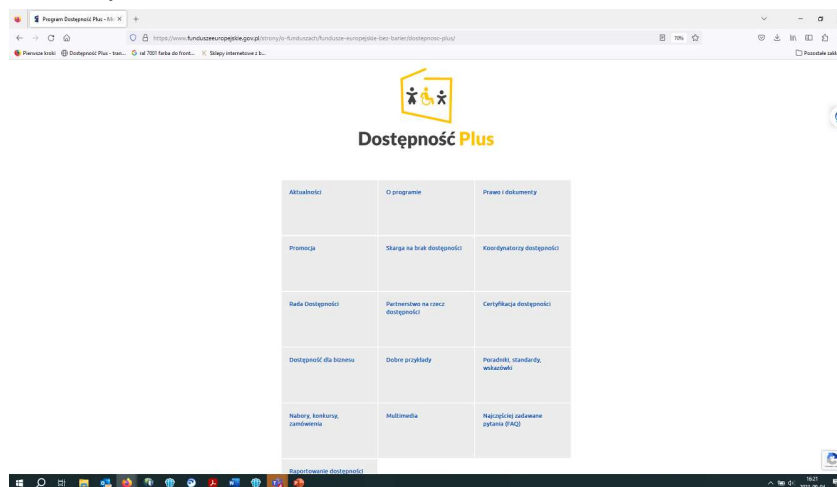 Program Dostępność Plus - Mi
https://www.funduszeeuropejskie.gov.pl/strony/o-funduszach/fundusze-europejskie-bez-barier/dostepnosc-plus/
70%
Pierwsze kroki Dostępność Plus - tran... ral 7001 farba do front... Sklepy internetowe z b...
Pozostałe zakł
Dostępność Plus
Aktualności O programie Prawo i dokumenty
Promocja Skarga na brak dostępności Koordynatorzy dostępności
Rada Dostępności Partnerstwo na rzecz dostępności Certyfikacja dostępności
Dostępność dla biznesu Dobre przykłady Poradniki, standardy, wskazówki
Nabory, konkursy, zamówienia Multimedia Najczęściej zadawane pytania (FAQ)
Raportowanie dostępności
16:21